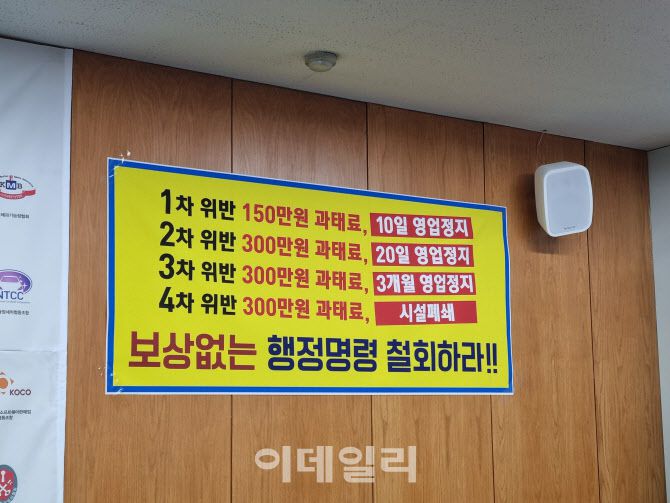 1차 위반 150만원 과태료, 10일 영업정지
2차 위반 300만원 과태료, 20일 영업정지
3차 위반 300만원 과태료, 3개월 영업정지
4차 위반 300만원 과태료, 시설폐쇄
보상없는 행정명령 철회하라!!
KMB
NTCC
KOCO
이데일리